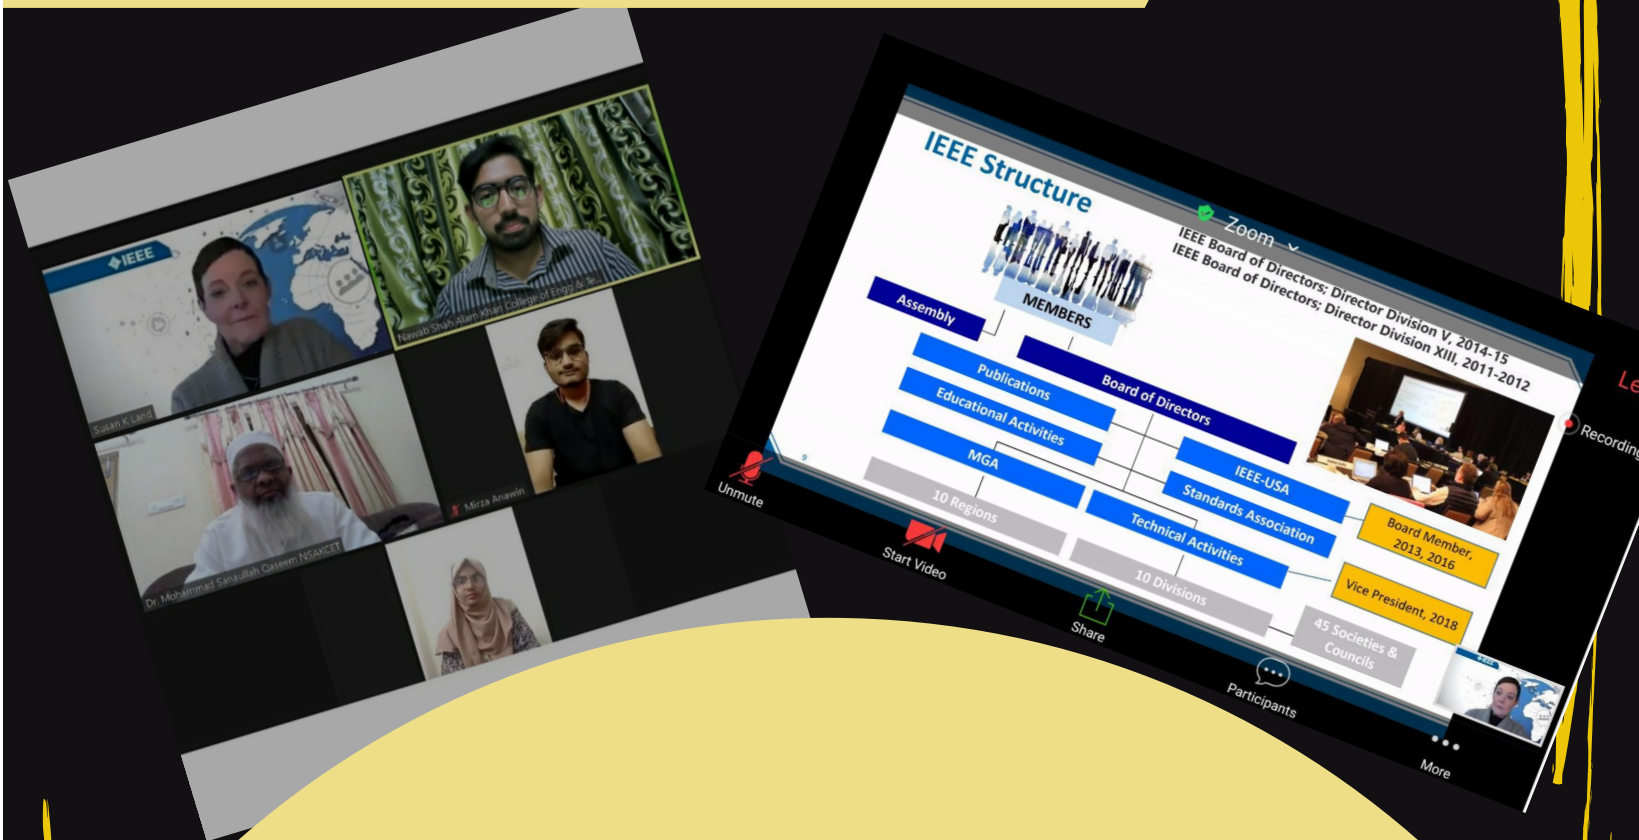 IEEE
Susan K Land
Nawab Shah Alam Khan College of Engg & Te...
Dr. Mohammad Sanaullah Qaseem NSAKCET
Mirza Anawin
IEEE Structure
Zoom
IEEE Board of Directors; Director Division V, 2014-15
IEEE Board of Directors; Director Division XIII, 2011-2012
MEMBERS
Assembly
Board of Directors
Publications
Educational Activities
MGA
10 Regions
IEEE-USA
Standards Association
Technical Activities
10 Divisions
Board Member,
2013, 2016
Vice President, 2018
45 Societies &
Councils
9
Le
Recording
Unmute
Start Video
Share
Participants
More
IEEE